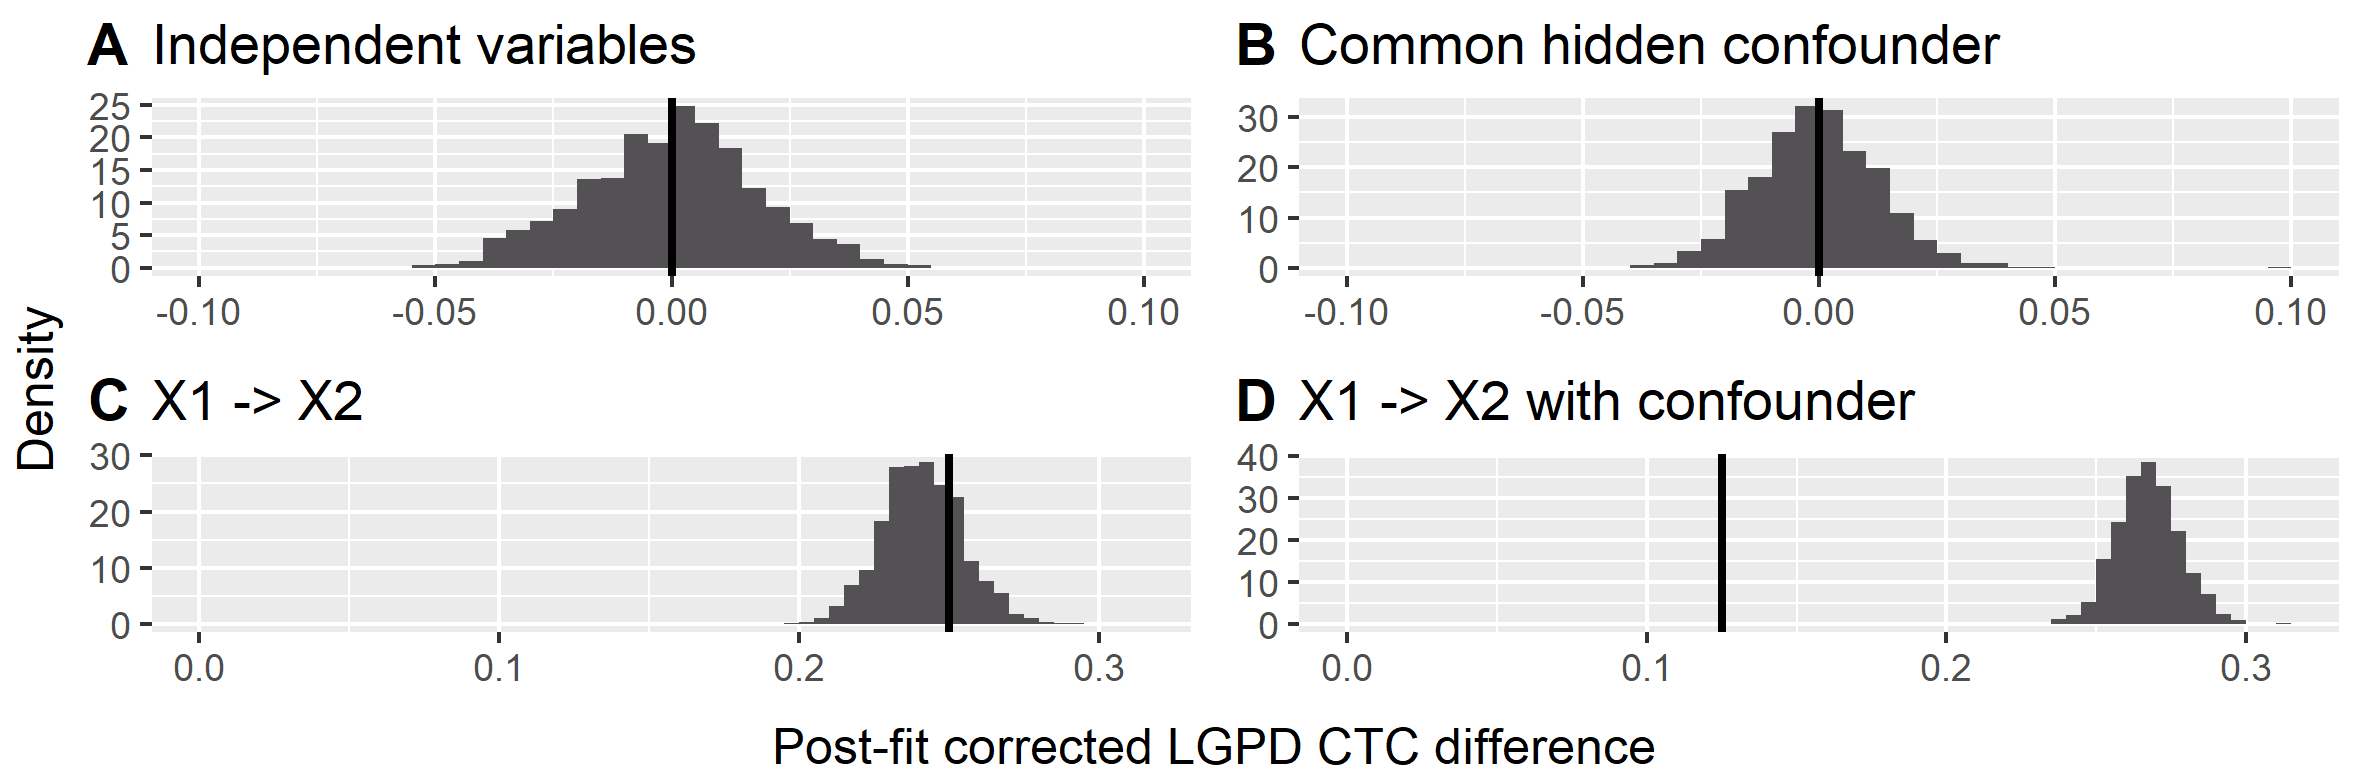 A Independent variables
25
20
15
10
5
0
-0.10 -0.05 0.00 0.05 0.10
B Common hidden confounder
30
20
10
0
-0.10 -0.05 0.00 0.05 0.10
Density
C X1 -> X2
30
20
10
0
0.0 0.1 0.2 0.3
D X1 -> X2 with confounder
40
30
20
10
0
0.0 0.1 0.2 0.3
Post-fit corrected LGPD CTC difference